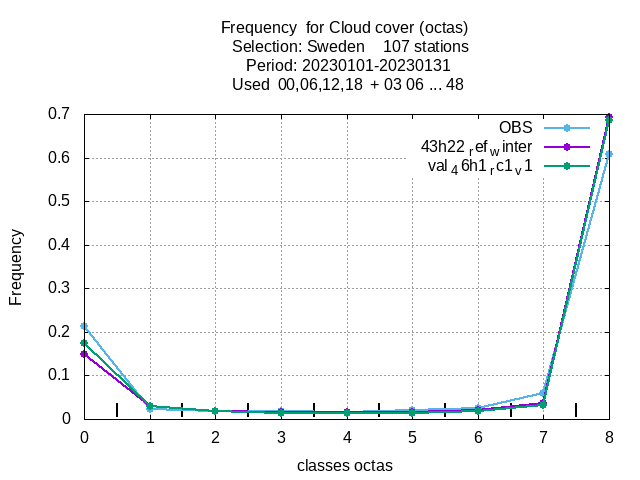 Frequency for Cloud cover (octas)
Selection: Sweden 107 stations
Period: 20230101-20230131
Used 00,06,12,18 + 03 06 ... 48
0.7
0.6
0.5
0.4
0.3
0.2
0.1
0
Frequency
OBS
43h22refwinter
val46h1rc1v1
0 1 2 3 4 5 6 7 8
classes octas